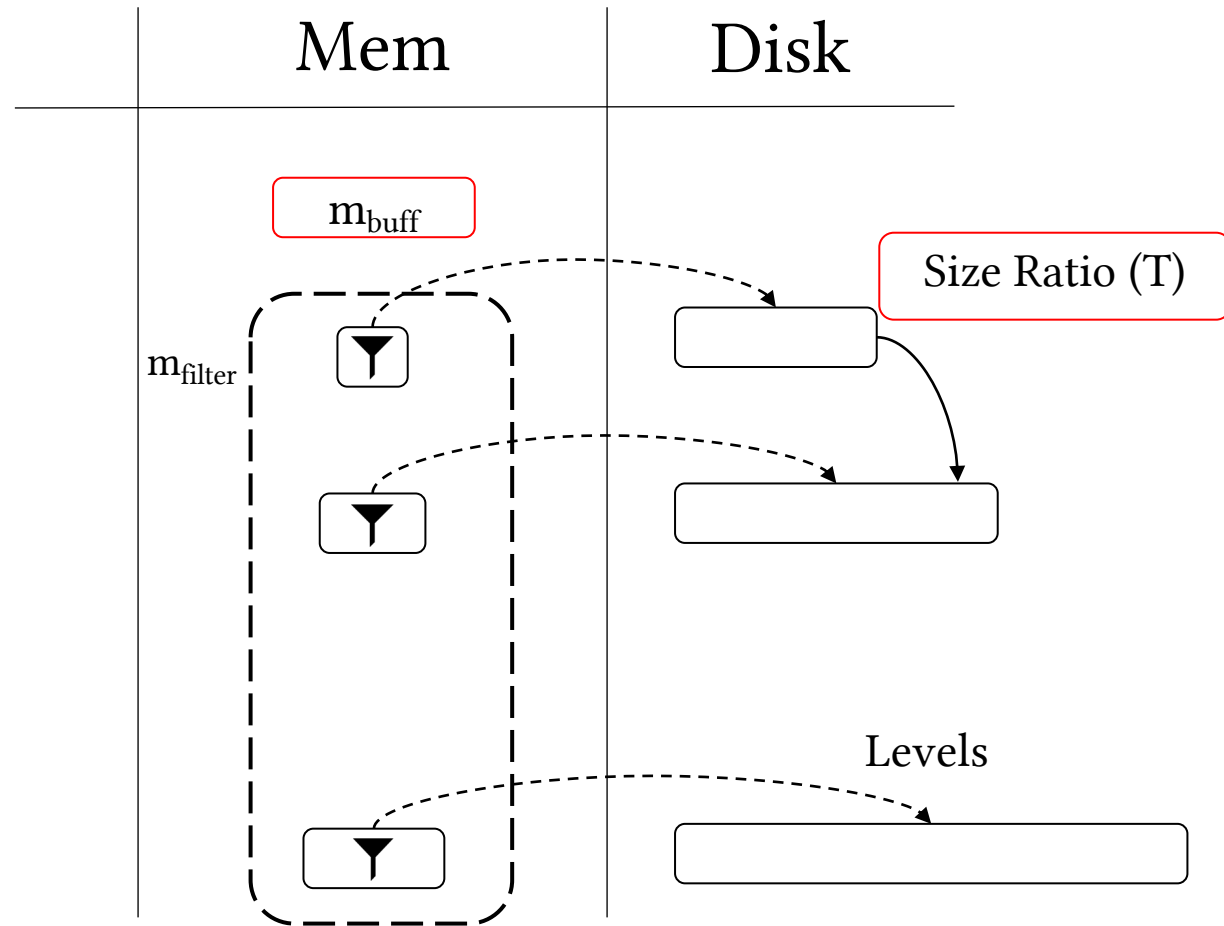 Mem
Disk
m_buff
Size Ratio (T)
m_filter
Levels